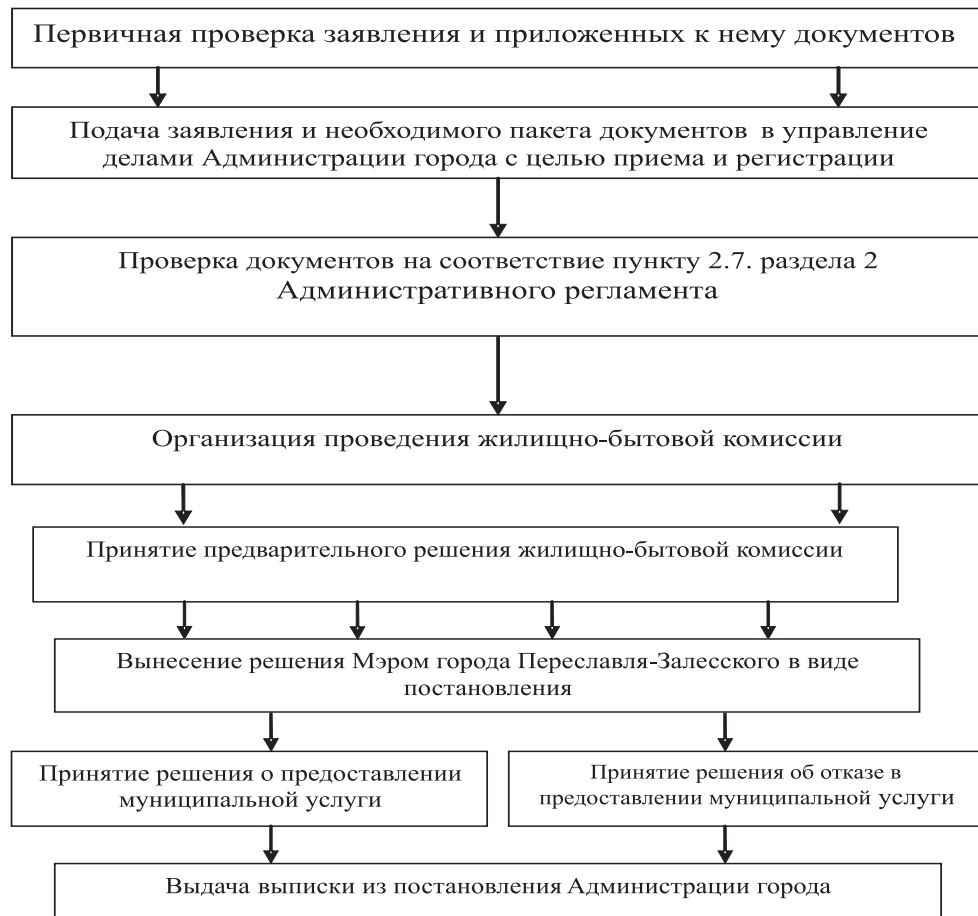 Первичная проверка заявления и приложенных к нему документов
Подача заявления и необходимого пакета документов в управление
делами Администрации города с целью приема и регистрации
Проверка документов на соответствие пункту 2.7. раздела 2
Административного регламента
Организация проведения жилищно-бытовой комиссии
Принятие предварительного решения жилищно-бытовой комиссии
Вынесение решения Мэром города Переславля-Залесского в виде
постановления
Принятие решения о предоставлении
муниципальной услуги
Принятие решения об отказе в
предоставлении муниципальной услуги
Выдача выписки из постановления Администрации города